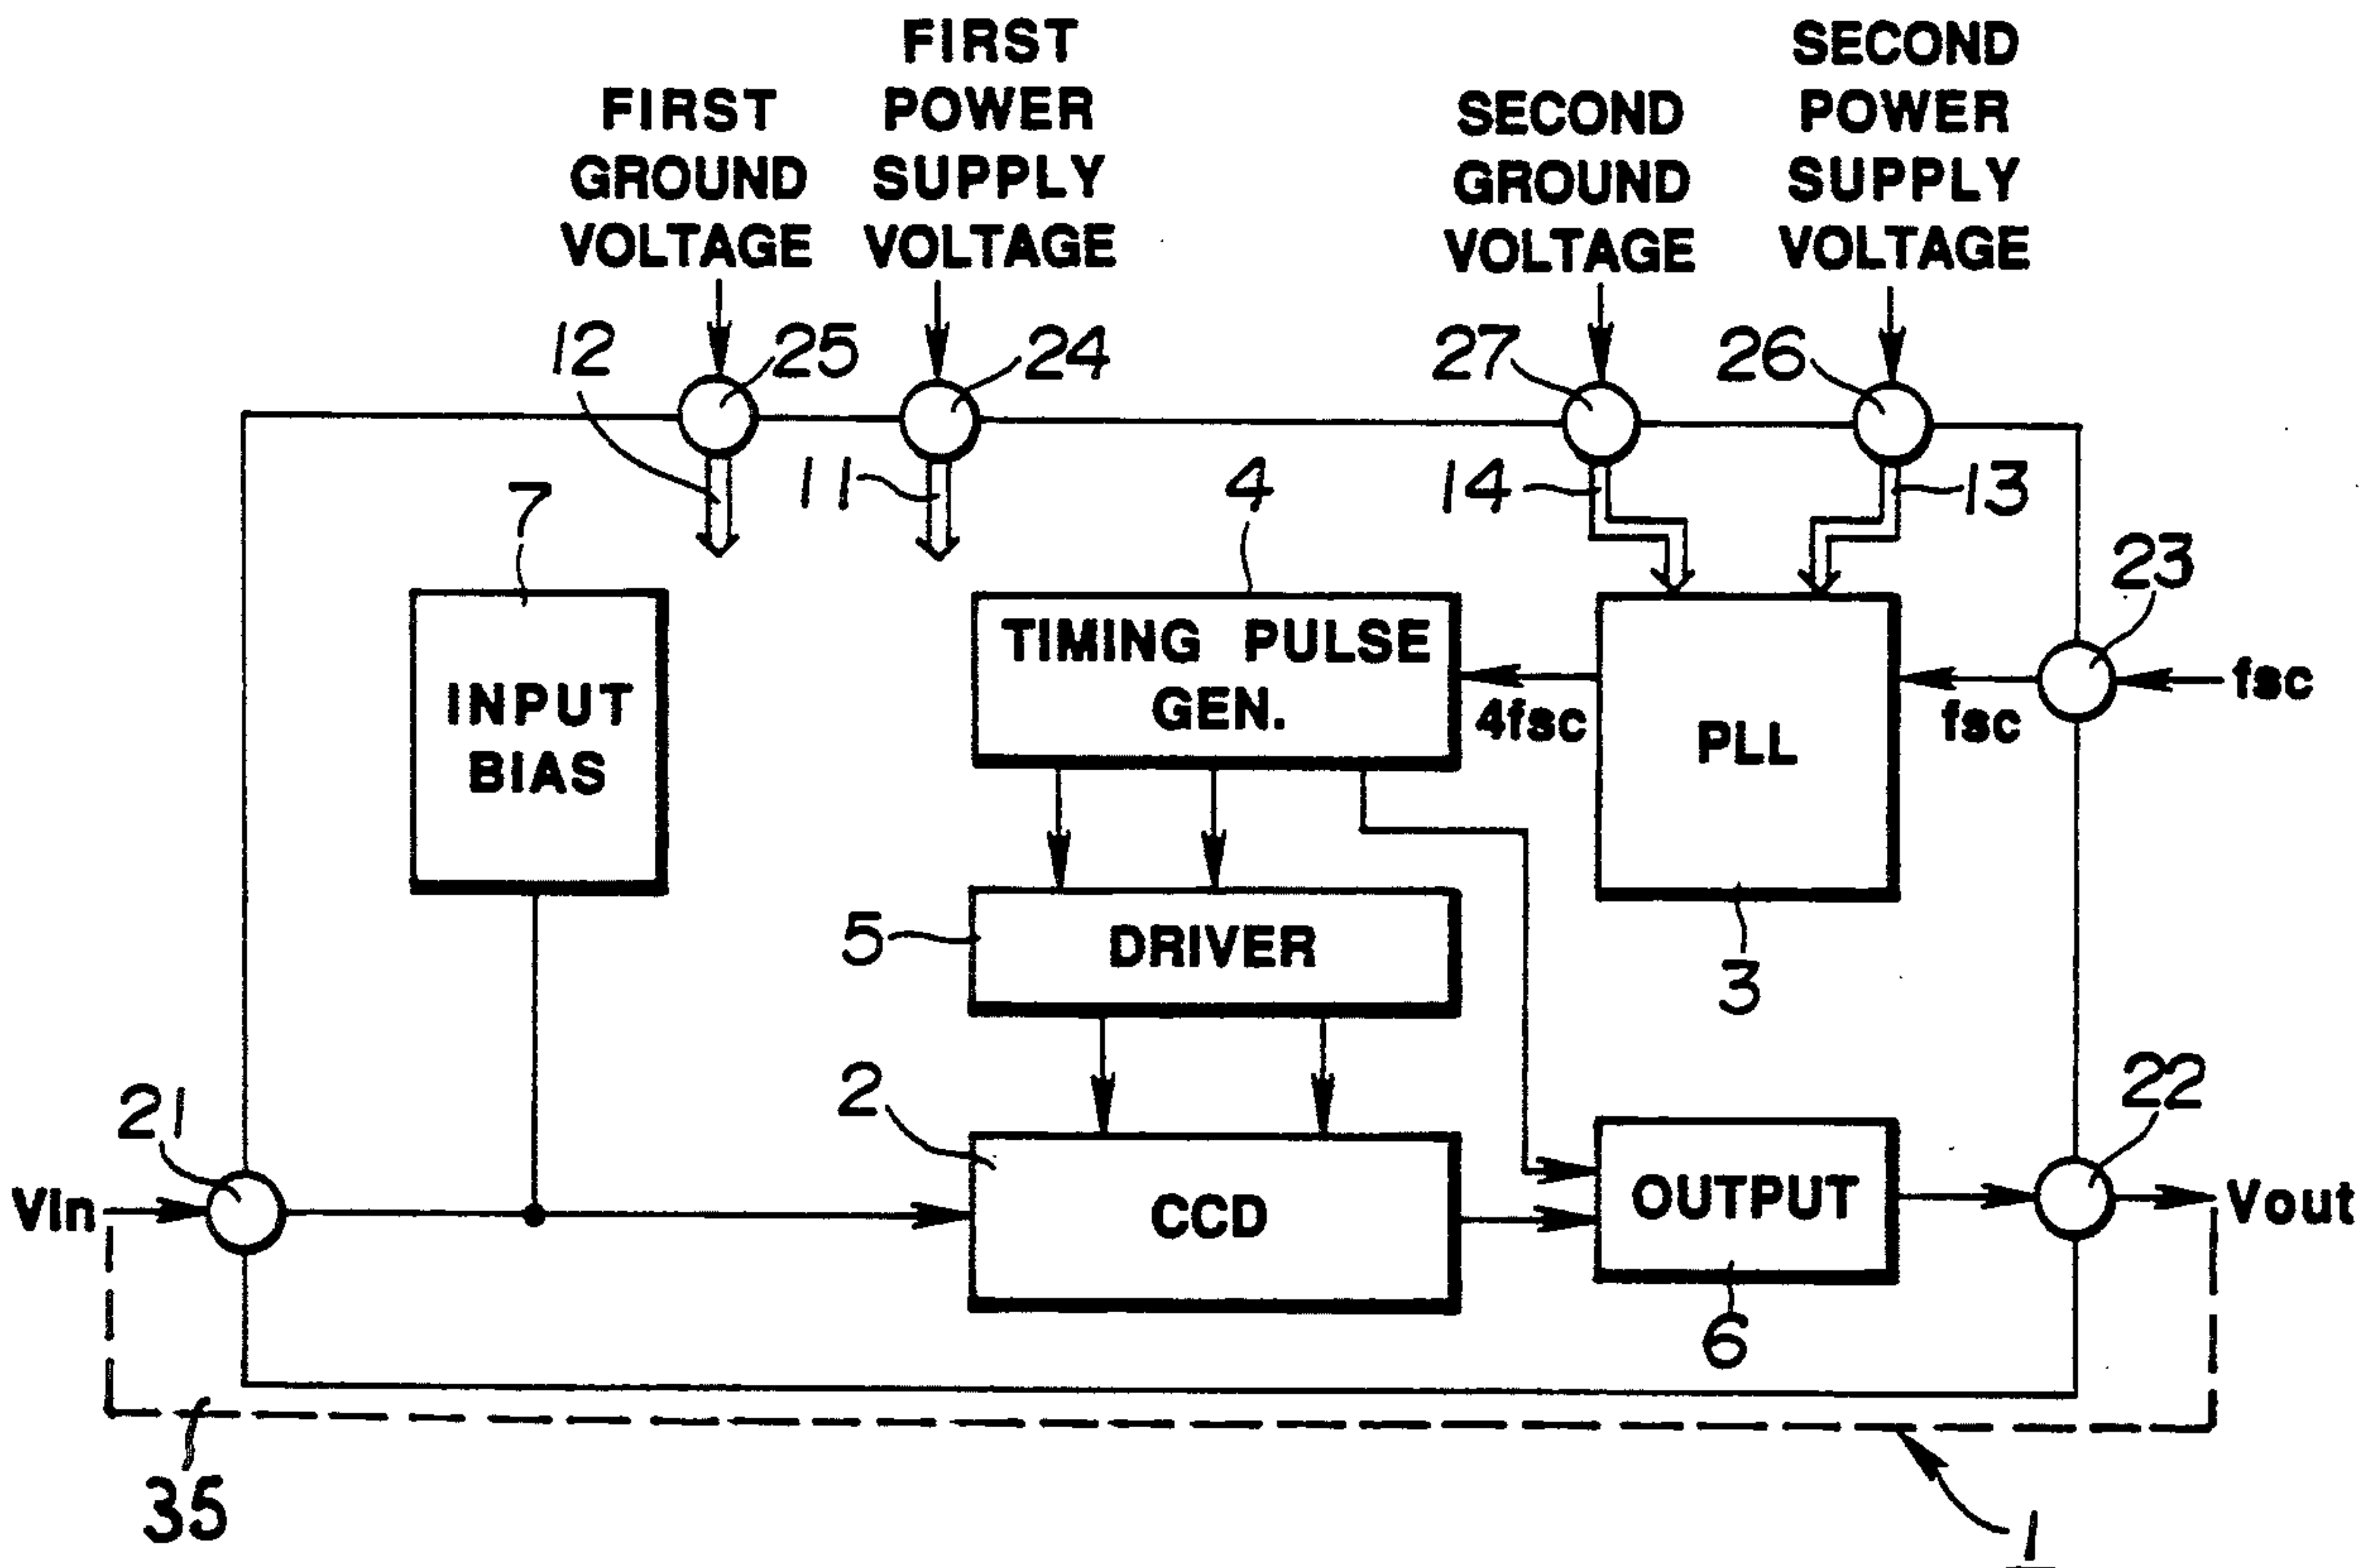 FIRST
GROUND
VOLTAGE
FIRST
POWER
SUPPLY
VOLTAGE
SECOND
GROUND
VOLTAGE
SECOND
POWER
SUPPLY
VOLTAGE
12
25
24
27
26
11
14
13
7
4
23
INPUT
BIAS
TIMING PULSE
GEN.
4fsc
PLL
fsc
fsc
5
DRIVER
3
2
21
22
Vin
CCD
OUTPUT
Vout
6
35
1